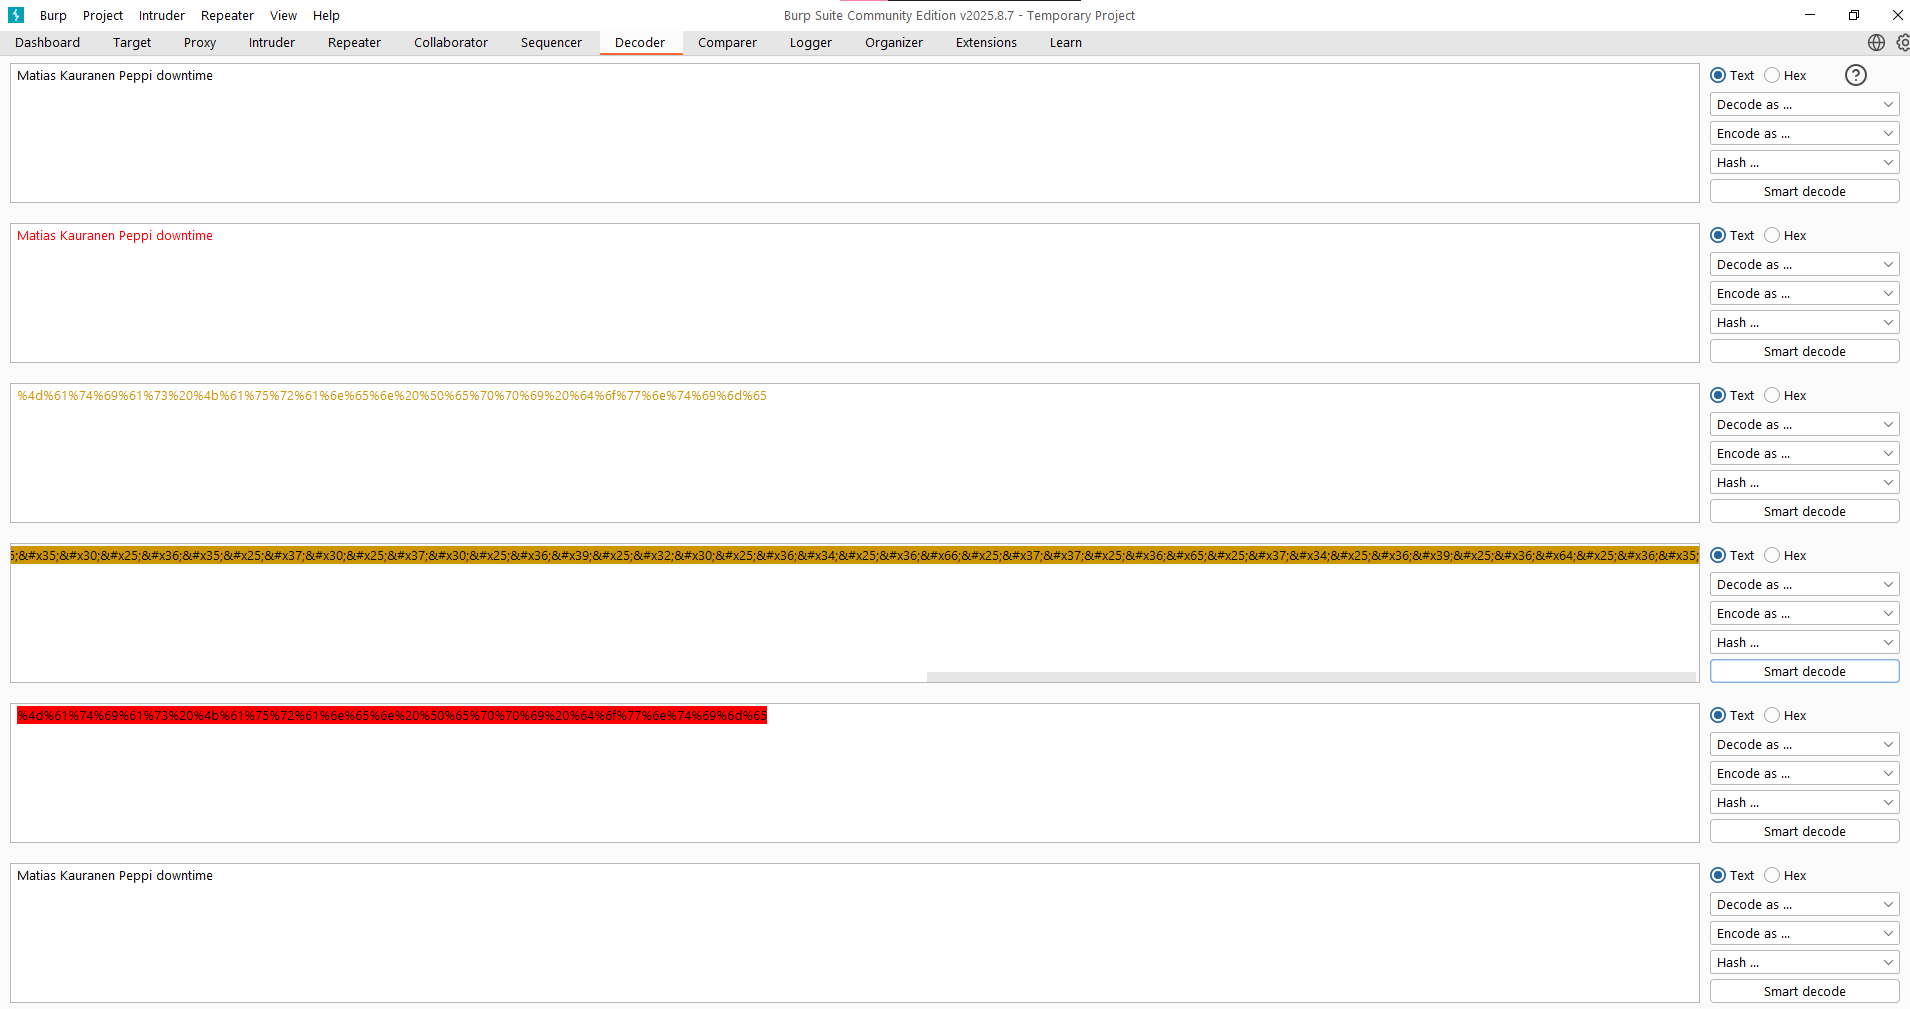 Burp Project Intruder Repeater View Help Burp Suite Community Edition v2025.8.7 - Temporary Project
Dashboard Target Proxy Intruder Repeater Collaborator Sequencer Decoder Comparer Logger Organizer Extensions Learn
Matias Kauranen Peppi downtime
Text Hex ?
Decode as ...
Encode as ...
Hash ...
Smart decode
Matias Kauranen Peppi downtime
Text Hex
Decode as ...
Encode as ...
Hash ...
Smart decode
%4d%61%74%69%61%73%20%4b%61%75%72%61%6e%65%6e%20%50%65%70%70%69%20%64%6f%77%6e%74%69%6d%65
Text Hex
Decode as ...
Encode as ...
Hash ...
Smart decode
;&#x35;&#x30;&#x25;&#x36;&#x35;&#x25;&#x37;&#x30;&#x25;&#x37;&#x30;&#x25;&#x36;&#x39;&#x25;&#x32;&#x30;&#x25;&#x36;&#x34;&#x25;&#x36;&#x66;&#x25;&#x37;&#x37;&#x25;&#x36;&#x65;&#x25;&#x37;&#x34;&#x25;&#x36;&#x39;&#x25;&#x36;&#x64;&#x25;&#x36;&#x35;
Text Hex
Decode as ...
Encode as ...
Hash ...
Smart decode
%4d%61%74%69%61%73%20%4b%61%75%72%61%6e%65%6e%20%50%65%70%70%69%20%64%6f%77%6e%74%69%6d%65
Text Hex
Decode as ...
Encode as ...
Hash ...
Smart decode
Matias Kauranen Peppi downtime
Text Hex
Decode as ...
Encode as ...
Hash ...
Smart decode